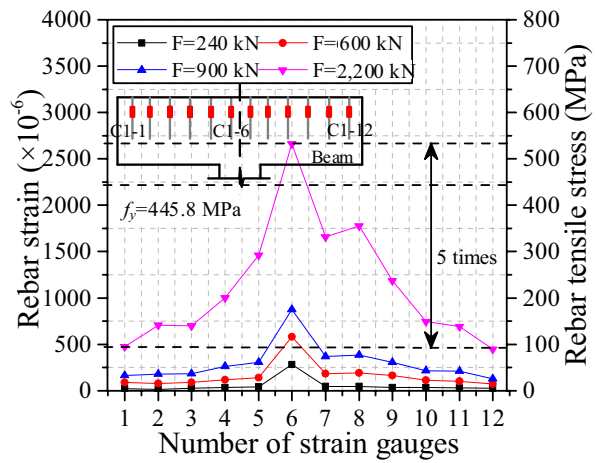 F=240 kN
F=600 kN
F=900 kN
F=2,200 kN
C1-1
C1-6
C1-12
Beam
fy=445.8 MPa
5 times
Rebar strain (×10-6)
4000
3500
3000
2500
2000
1500
1000
500
0
Rebar tensile stress (MPa)
800
700
600
500
400
300
200
100
0
1 2 3 4 5 6 7 8 9 10 11 12
Number of strain gauges